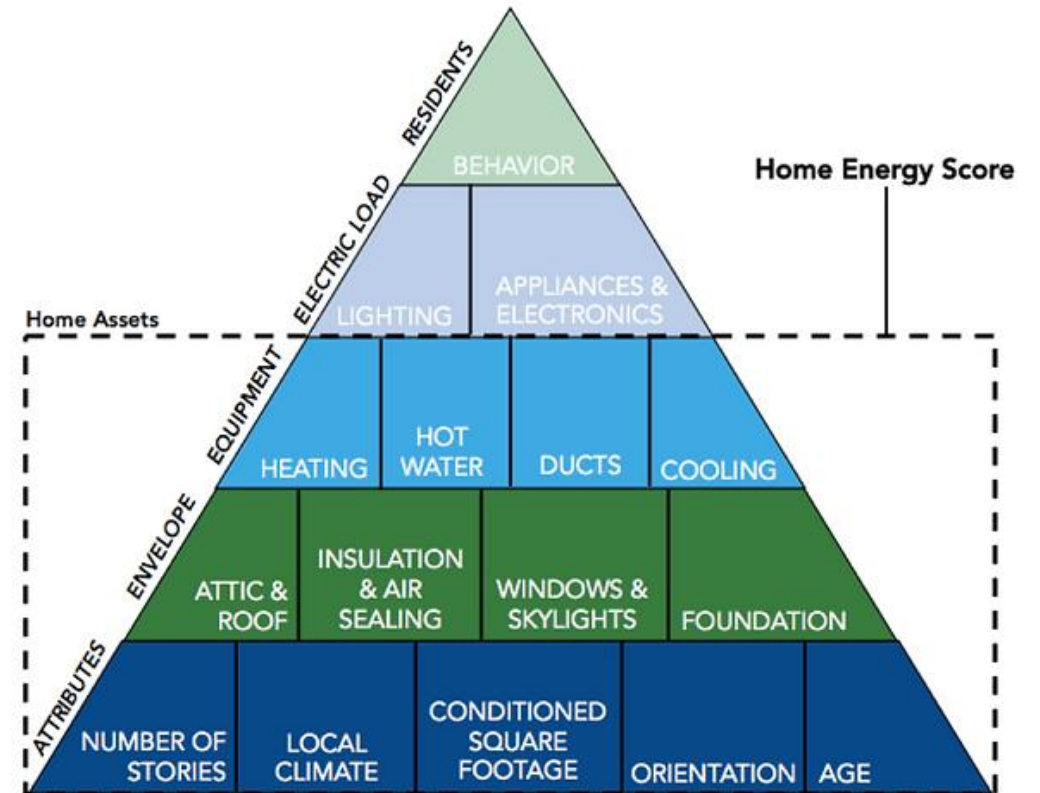 RESIDENTS
BEHAVIOR
Home Energy Score
ELECTRIC LOAD
LIGHTING
APPLIANCES &
ELECTRONICS
Home Assets
EQUIPMENT
HEATING
HOT
WATER
DUCTS
COOLING
ENVELOPE
ATTIC &
ROOF
INSULATION
& AIR
SEALING
WINDOWS &
SKYLIGHTS
FOUNDATION
ATTRIBUTES
NUMBER OF
STORIES
LOCAL
CLIMATE
CONDITIONED
SQUARE
FOOTAGE
ORIENTATION
AGE